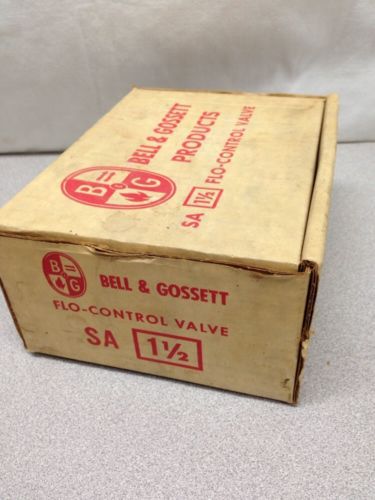 B & G
BELL & GOSSETT
PRODUCTS
SA 1½ FLO-CONTROL VALVE
B
G
BELL & GOSSETT
FLO-CONTROL VALVE
SA 1½